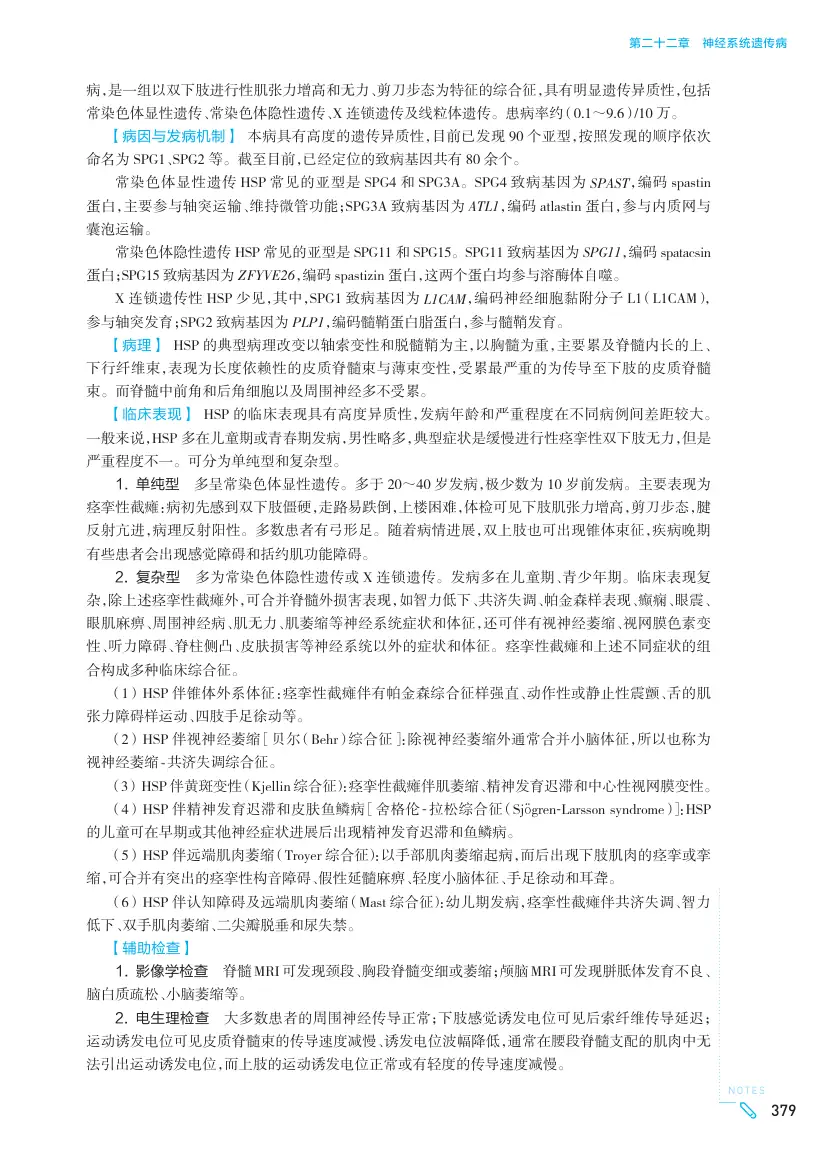 第二十二章 神经系统遗传病
病,是一组以双下肢进行性肌张力增高和无力、剪刀步态为特征的综合征,具有明显遗传异质性,包括
常染色体显性遗传、常染色体隐性遗传、X 连锁遗传及线粒体遗传。患病率约(0.1～9.6)/10 万。
【病因与发病机制】 本病具有高度的遗传异质性,目前已发现 90 个亚型,按照发现的顺序依次
命名为 SPG1、SPG2 等。截至目前,已经定位的致病基因共有 80 余个。
常染色体显性遗传 HSP 常见的亚型是 SPG4 和 SPG3A。SPG4 致病基因为 SPAST,编码 spastin
蛋白,主要参与轴突运输、维持微管功能;SPG3A 致病基因为 ATL1,编码 atlastin 蛋白,参与内质网与
囊泡运输。
常染色体隐性遗传 HSP 常见的亚型是 SPG11 和 SPG15。SPG11 致病基因为 SPG11,编码 spatacsin
蛋白;SPG15 致病基因为 ZFYVE26,编码 spastizin 蛋白,这两个蛋白均参与溶酶体自噬。
X 连锁遗传性 HSP 少见,其中,SPG1 致病基因为 L1CAM,编码神经细胞黏附分子 L1(L1CAM),
参与轴突发育;SPG2 致病基因为 PLP1,编码髓鞘蛋白脂蛋白,参与髓鞘发育。
【病理】 HSP 的典型病理改变以轴索变性和脱髓鞘为主,以胸髓为重,主要累及脊髓内长的上、
下行纤维束,表现为长度依赖性的皮质脊髓束与薄束变性,受累最严重的为传导至下肢的皮质脊髓
束。而脊髓中前角和后角细胞以及周围神经多不受累。
【临床表现】 HSP 的临床表现具有高度异质性,发病年龄和严重程度在不同病例间差距较大。
一般来说,HSP 多在儿童期或青春期发病,男性略多,典型症状是缓慢进行性痉挛性双下肢无力,但是
严重程度不一。可分为单纯型和复杂型。
1. 单纯型 多呈常染色体显性遗传。多于 20～40 岁发病,极少数为 10 岁前发病。主要表现为
痉挛性截瘫:病初先感到双下肢僵硬,走路易跌倒,上楼困难,体检可见下肢肌张力增高,剪刀步态,腱
反射亢进,病理反射阳性。多数患者有弓形足。随着病情进展,双上肢也可出现锥体束征,疾病晚期
有些患者会出现感觉障碍和括约肌功能障碍。
2. 复杂型 多为常染色体隐性遗传或 X 连锁遗传。发病多在儿童期、青少年期。临床表现复
杂,除上述痉挛性截瘫外,可合并脊髓外损害表现,如智力低下、共济失调、帕金森样表现、癫痫、眼震、
眼肌麻痹、周围神经病、肌无力、肌萎缩等神经系统症状和体征,还可伴有视神经萎缩、视网膜色素变
性、听力障碍、脊柱侧凸、皮肤损害等神经系统以外的症状和体征。痉挛性截瘫和上述不同症状的组
合构成多种临床综合征。
(1)HSP 伴锥体外系体征:痉挛性截瘫伴有帕金森综合征样强直、动作性或静止性震颤、舌的肌
张力障碍样运动、四肢手足徐动等。
(2)HSP 伴视神经萎缩[贝尔(Behr)综合征]:除视神经萎缩外通常合并小脑体征,所以也称为
视神经萎缩-共济失调综合征。
(3)HSP 伴黄斑变性(Kjellin 综合征):痉挛性截瘫伴肌萎缩、精神发育迟滞和中心性视网膜变性。
(4)HSP 伴精神发育迟滞和皮肤鱼鳞病[舍格伦-拉松综合征(Sjögren-Larsson syndrome)]:HSP
的儿童可在早期或其他神经症状进展后出现精神发育迟滞和鱼鳞病。
(5)HSP 伴远端肌肉萎缩(Troyer 综合征):以手部肌肉萎缩起病,而后出现下肢肌肉的痉挛或挛
缩,可合并有突出的痉挛性构音障碍、假性延髓麻痹、轻度小脑体征、手足徐动和耳聋。
(6)HSP 伴认知障碍及远端肌肉萎缩(Mast 综合征):幼儿期发病,痉挛性截瘫伴共济失调、智力
低下、双手肌肉萎缩、二尖瓣脱垂和尿失禁。
【辅助检查】
1. 影像学检查 脊髓 MRI 可发现颈段、胸段脊髓变细或萎缩;颅脑 MRI 可发现胼胝体发育不良、
脑白质疏松、小脑萎缩等。
2. 电生理检查 大多数患者的周围神经传导正常;下肢感觉诱发电位可见后索纤维传导延迟;
运动诱发电位可见皮质脊髓束的传导速度减慢、诱发电位波幅降低,通常在腰段脊髓支配的肌肉中无
法引出运动诱发电位,而上肢的运动诱发电位正常或有轻度的传导速度减慢。
NOTES
379